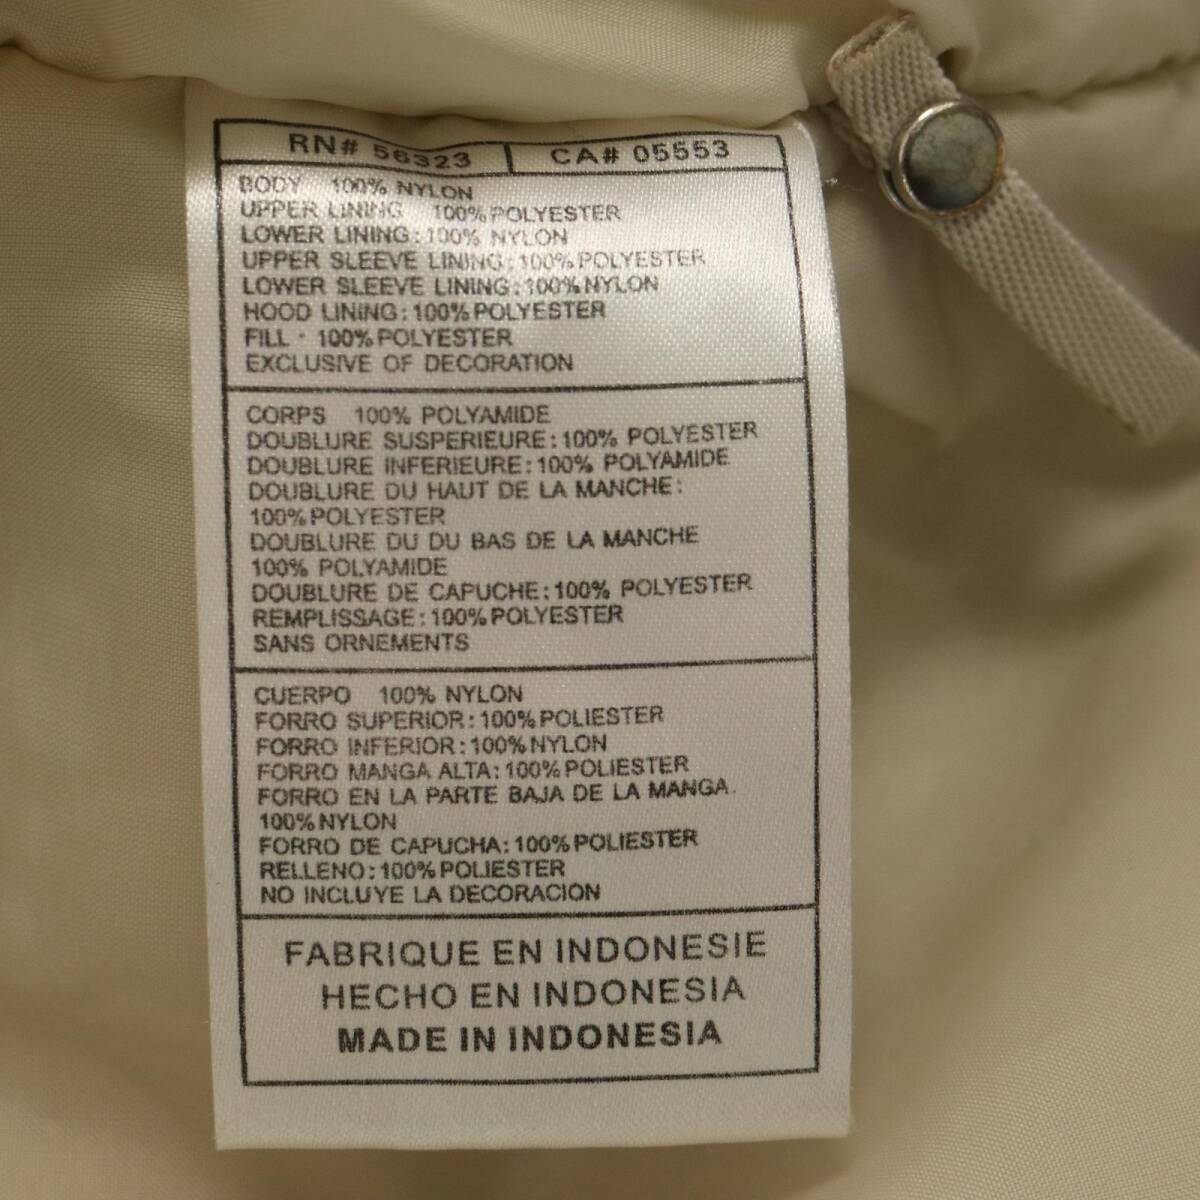 RN# 56323 CA# 05553
BODY 100% NYLON
UPPER LINING 100% POLYESTER
LOWER LINING: 100% NYLON
UPPER SLEEVE LINING: 100% POLYESTER
LOWER SLEEVE LINING: 100% NYLON
HOOD LINING: 100% POLYESTER
FILL · 100% POLYESTER
EXCLUSIVE OF DECORATION
CORPS 100% POLYAMIDE
DOUBLURE SUSPERIEURE: 100% POLYESTER
DOUBLURE INFERIEURE: 100% POLYAMIDE
DOUBLURE DU HAUT DE LA MANCHE:
100% POLYESTER
DOUBLURE DU DU BAS DE LA MANCHE
100% POLYAMIDE
DOUBLURE DE CAPUCHE: 100% POLYESTER
REMPLISSAGE: 100% POLYESTER
SANS ORNEMENTS
CUERPO 100% NYLON
FORRO SUPERIOR: 100% POLIESTER
FORRO INFERIOR: 100% NYLON
FORRO MANGA ALTA: 100% POLIESTER
FORRO EN LA PARTE BAJA DE LA MANGA.
100% NYLON
FORRO DE CAPUCHA: 100% POLIESTER
RELLENO: 100% POLIESTER
NO INCLUYE LA DECORACION
FABRIQUE EN INDONESIE
HECHO EN INDONESIA
MADE IN INDONESIA